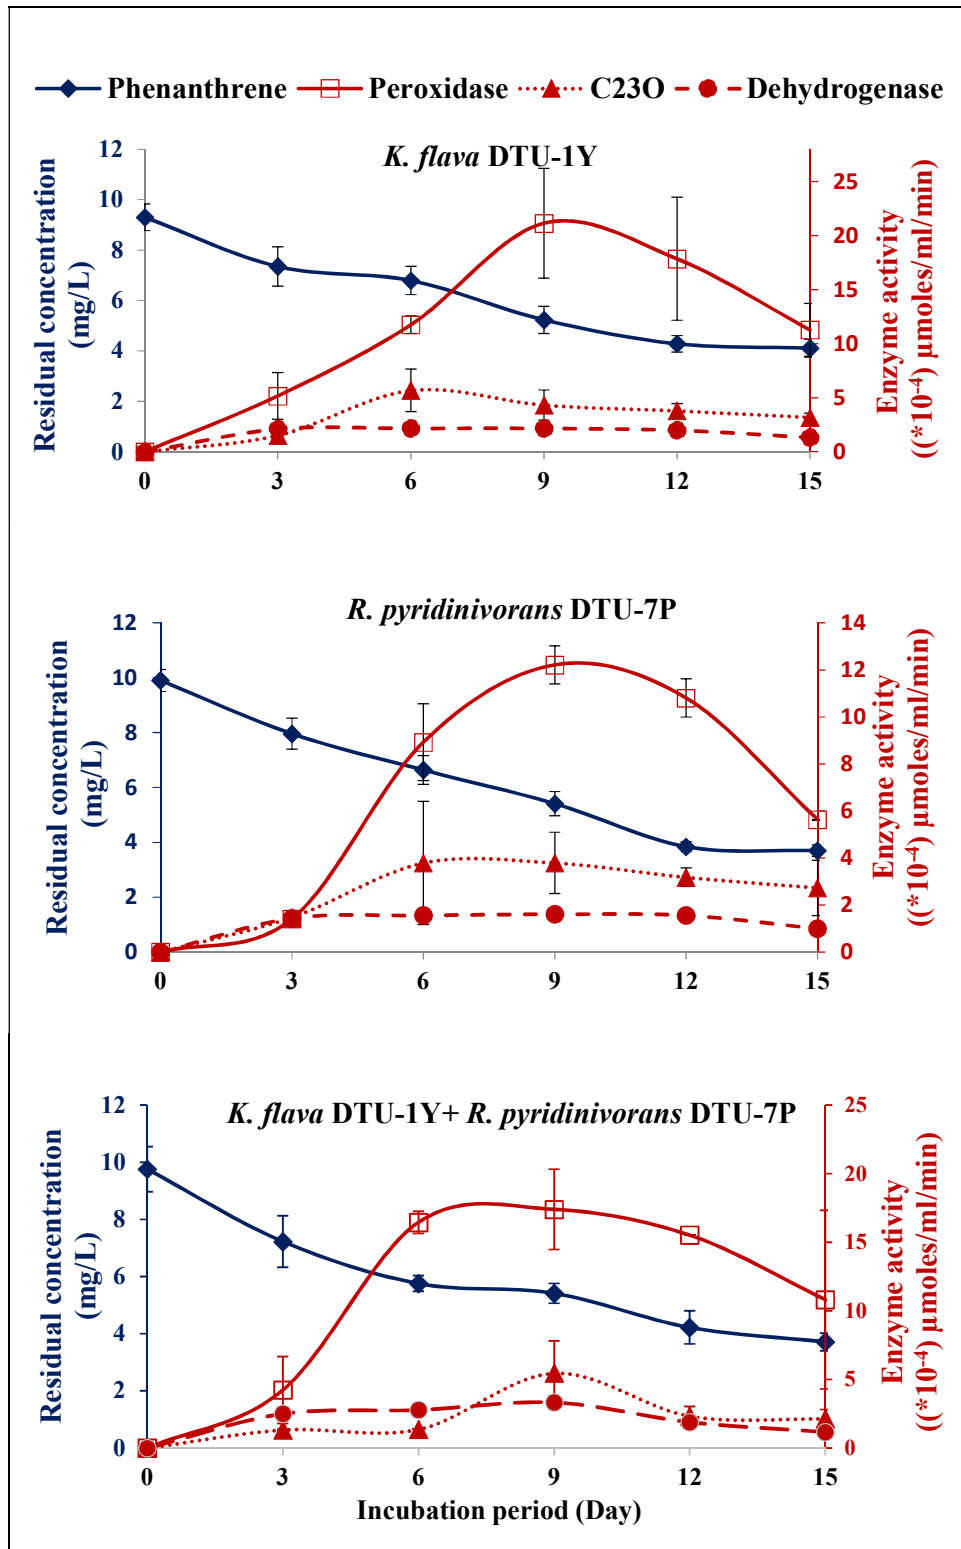 Phenanthrene Peroxidase C23O Dehydrogenase
K. flava DTU-1Y
Residual concentration
(mg/L)
12
10
8
6
4
2
0
25
20
15
10
5
0
Enzyme activity
((*10-4) µmoles/ml/min)
0 3 6 9 12 15
R. pyridinivorans DTU-7P
Residual concentration
(mg/L)
12
10
8
6
4
2
0
14
12
10
8
6
4
2
0
Enzyme activity
((*10-4) µmoles/ml/min)
0 3 6 9 12 15
K. flava DTU-1Y+ R. pyridinivorans DTU-7P
Residual concentration
(mg/L)
12
10
8
6
4
2
0
25
20
15
10
5
0
Enzyme activity
((*10-4) µmoles/ml/min)
0 3 6 9 12 15
Incubation period (Day)